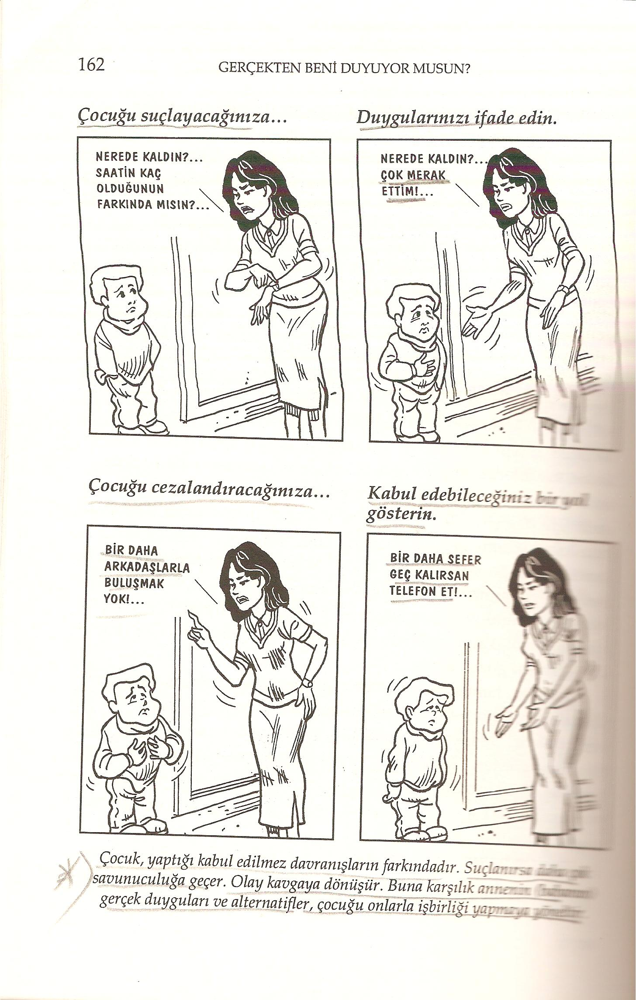 162
GERÇEKTEN BENİ DUYUYOR MUSUN?
Çocuğu suçlayacağınıza...
Duygularınızı ifade edin.
NEREDE KALDIN?...
SAATİN KAÇ
OLDUĞUNUN
FARKINDA MISIN?...
NEREDE KALDIN?...
ÇOK MERAK
ETTİM!...
Çocuğu cezalandıracağınıza...
Kabul edebileceğiniz bir yol
gösterin.
BİR DAHA
ARKADAŞLARLA
BULUŞMAK
YOK!...
BİR DAHA SEFER
GEÇ KALIRSAN
TELEFON ET!...
Çocuk, yaptığı kabul edilmez davranışların farkındadır. Suçlanırsa
savunuculuğa geçer. Olay kavgaya dönüşür. Buna karşılık annenin
gerçek duyguları ve alternatifler, çocuğu onlarla işbirliği yapmaya